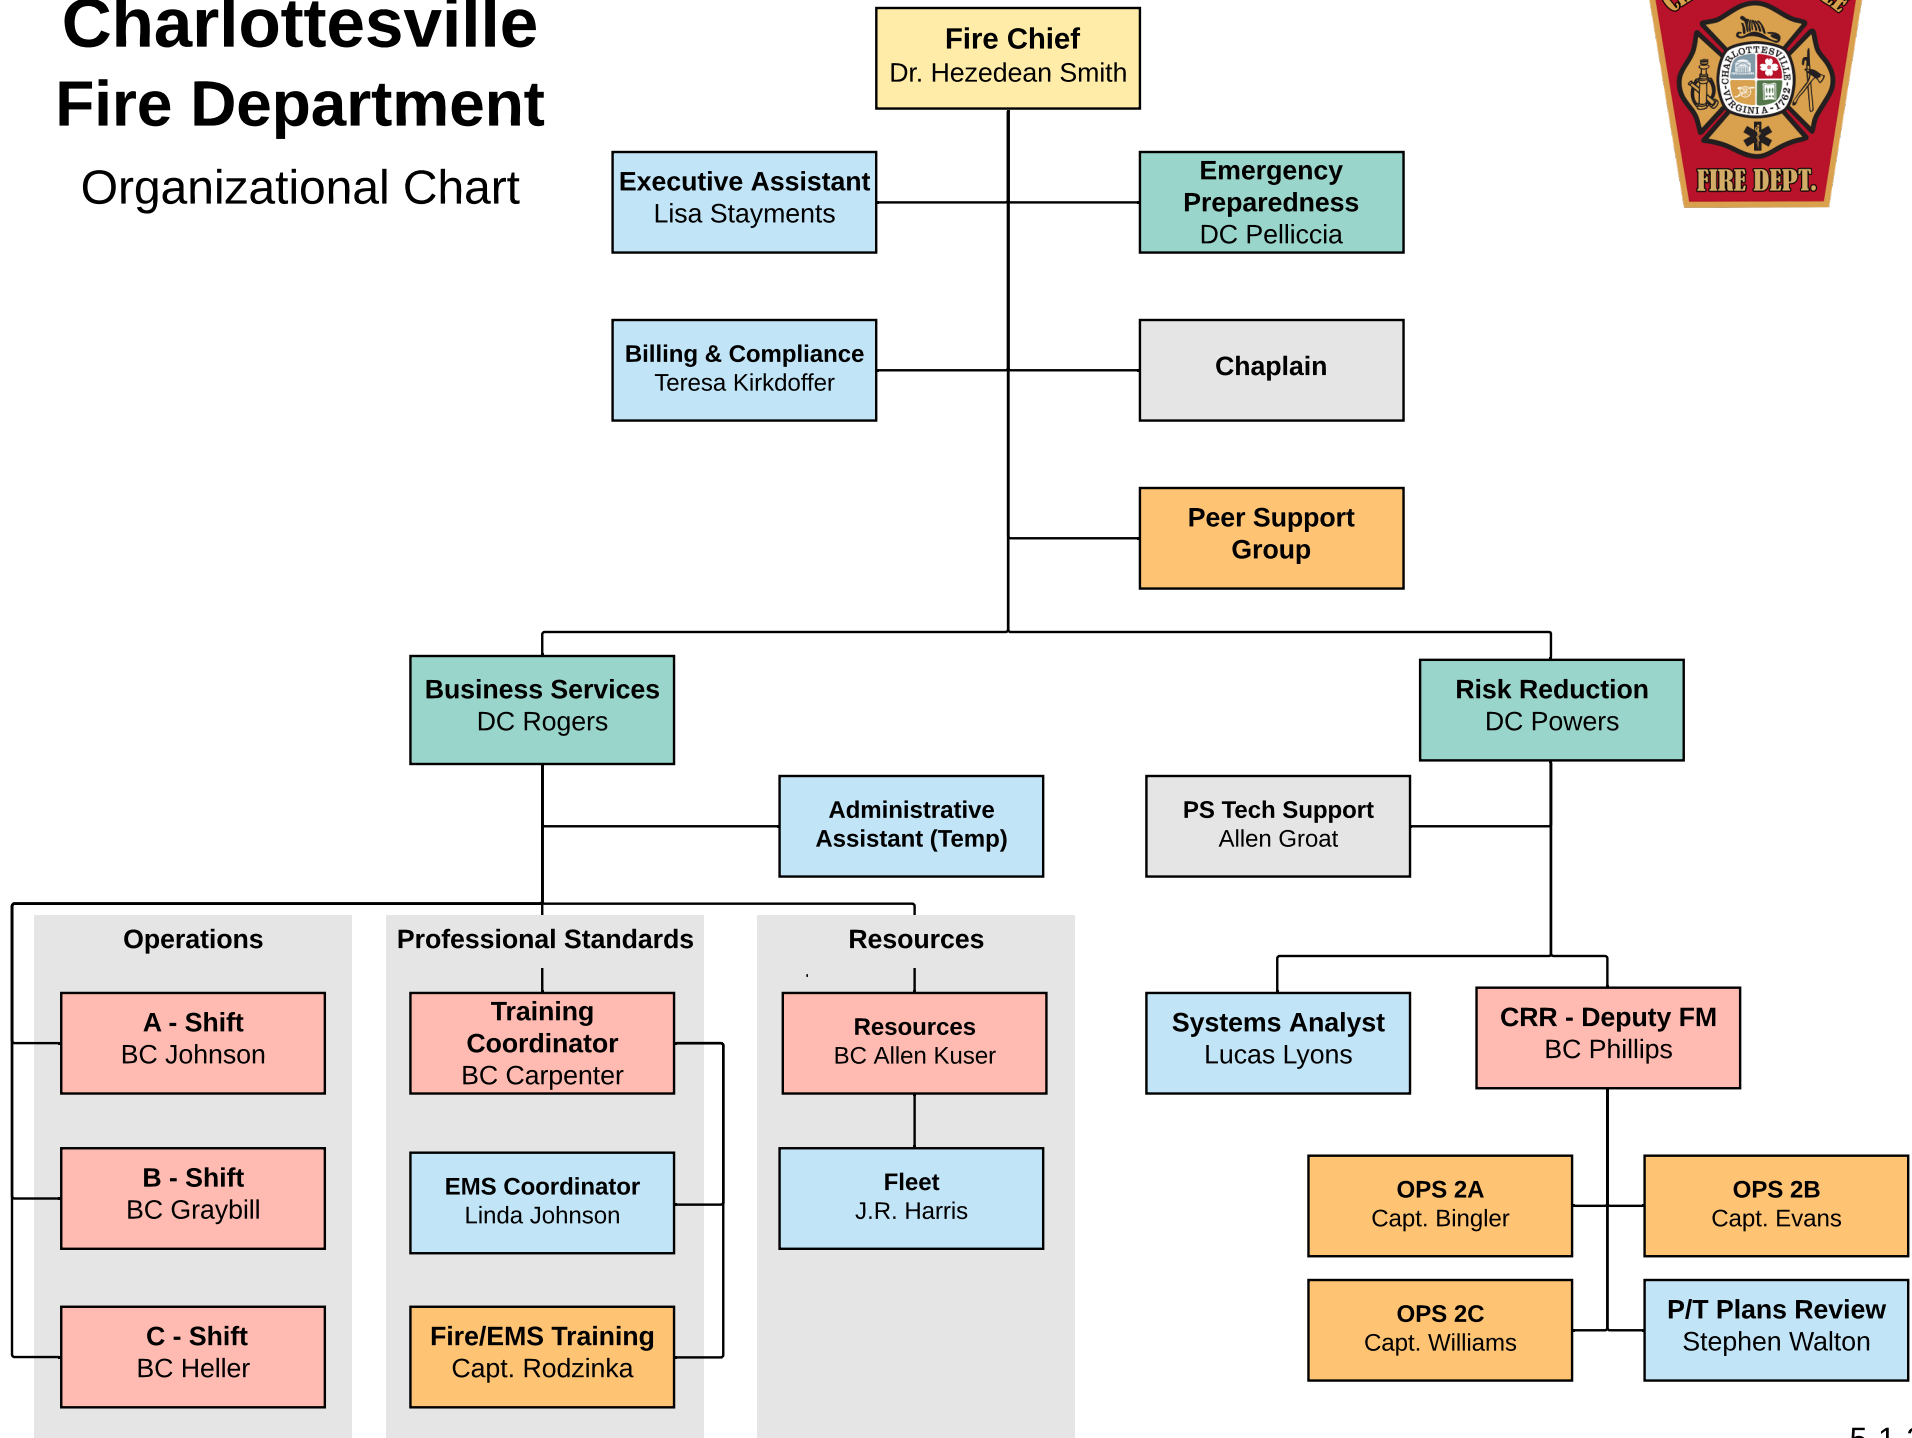 Charlottesville
Fire Department
Organizational Chart
Fire Chief
Dr. Hezedean Smith
CHARLOTTESVILLE
VIRGINIA - 1762
FIRE DEPT.
Executive Assistant
Lisa Stayments
Emergency
Preparedness
DC Pelliccia
Billing & Compliance
Teresa Kirkdoffer
Chaplain
Peer Support
Group
Business Services
DC Rogers
Risk Reduction
DC Powers
Administrative
Assistant (Temp)
PS Tech Support
Allen Groat
Operations
Professional Standards
Resources
A - Shift
BC Johnson
Training
Coordinator
BC Carpenter
Resources
BC Allen Kuser
Systems Analyst
Lucas Lyons
CRR - Deputy FM
BC Phillips
B - Shift
BC Graybill
EMS Coordinator
Linda Johnson
Fleet
J.R. Harris
OPS 2A
Capt. Bingler
OPS 2B
Capt. Evans
C - Shift
BC Heller
Fire/EMS Training
Capt. Rodzinka
OPS 2C
Capt. Williams
P/T Plans Review
Stephen Walton